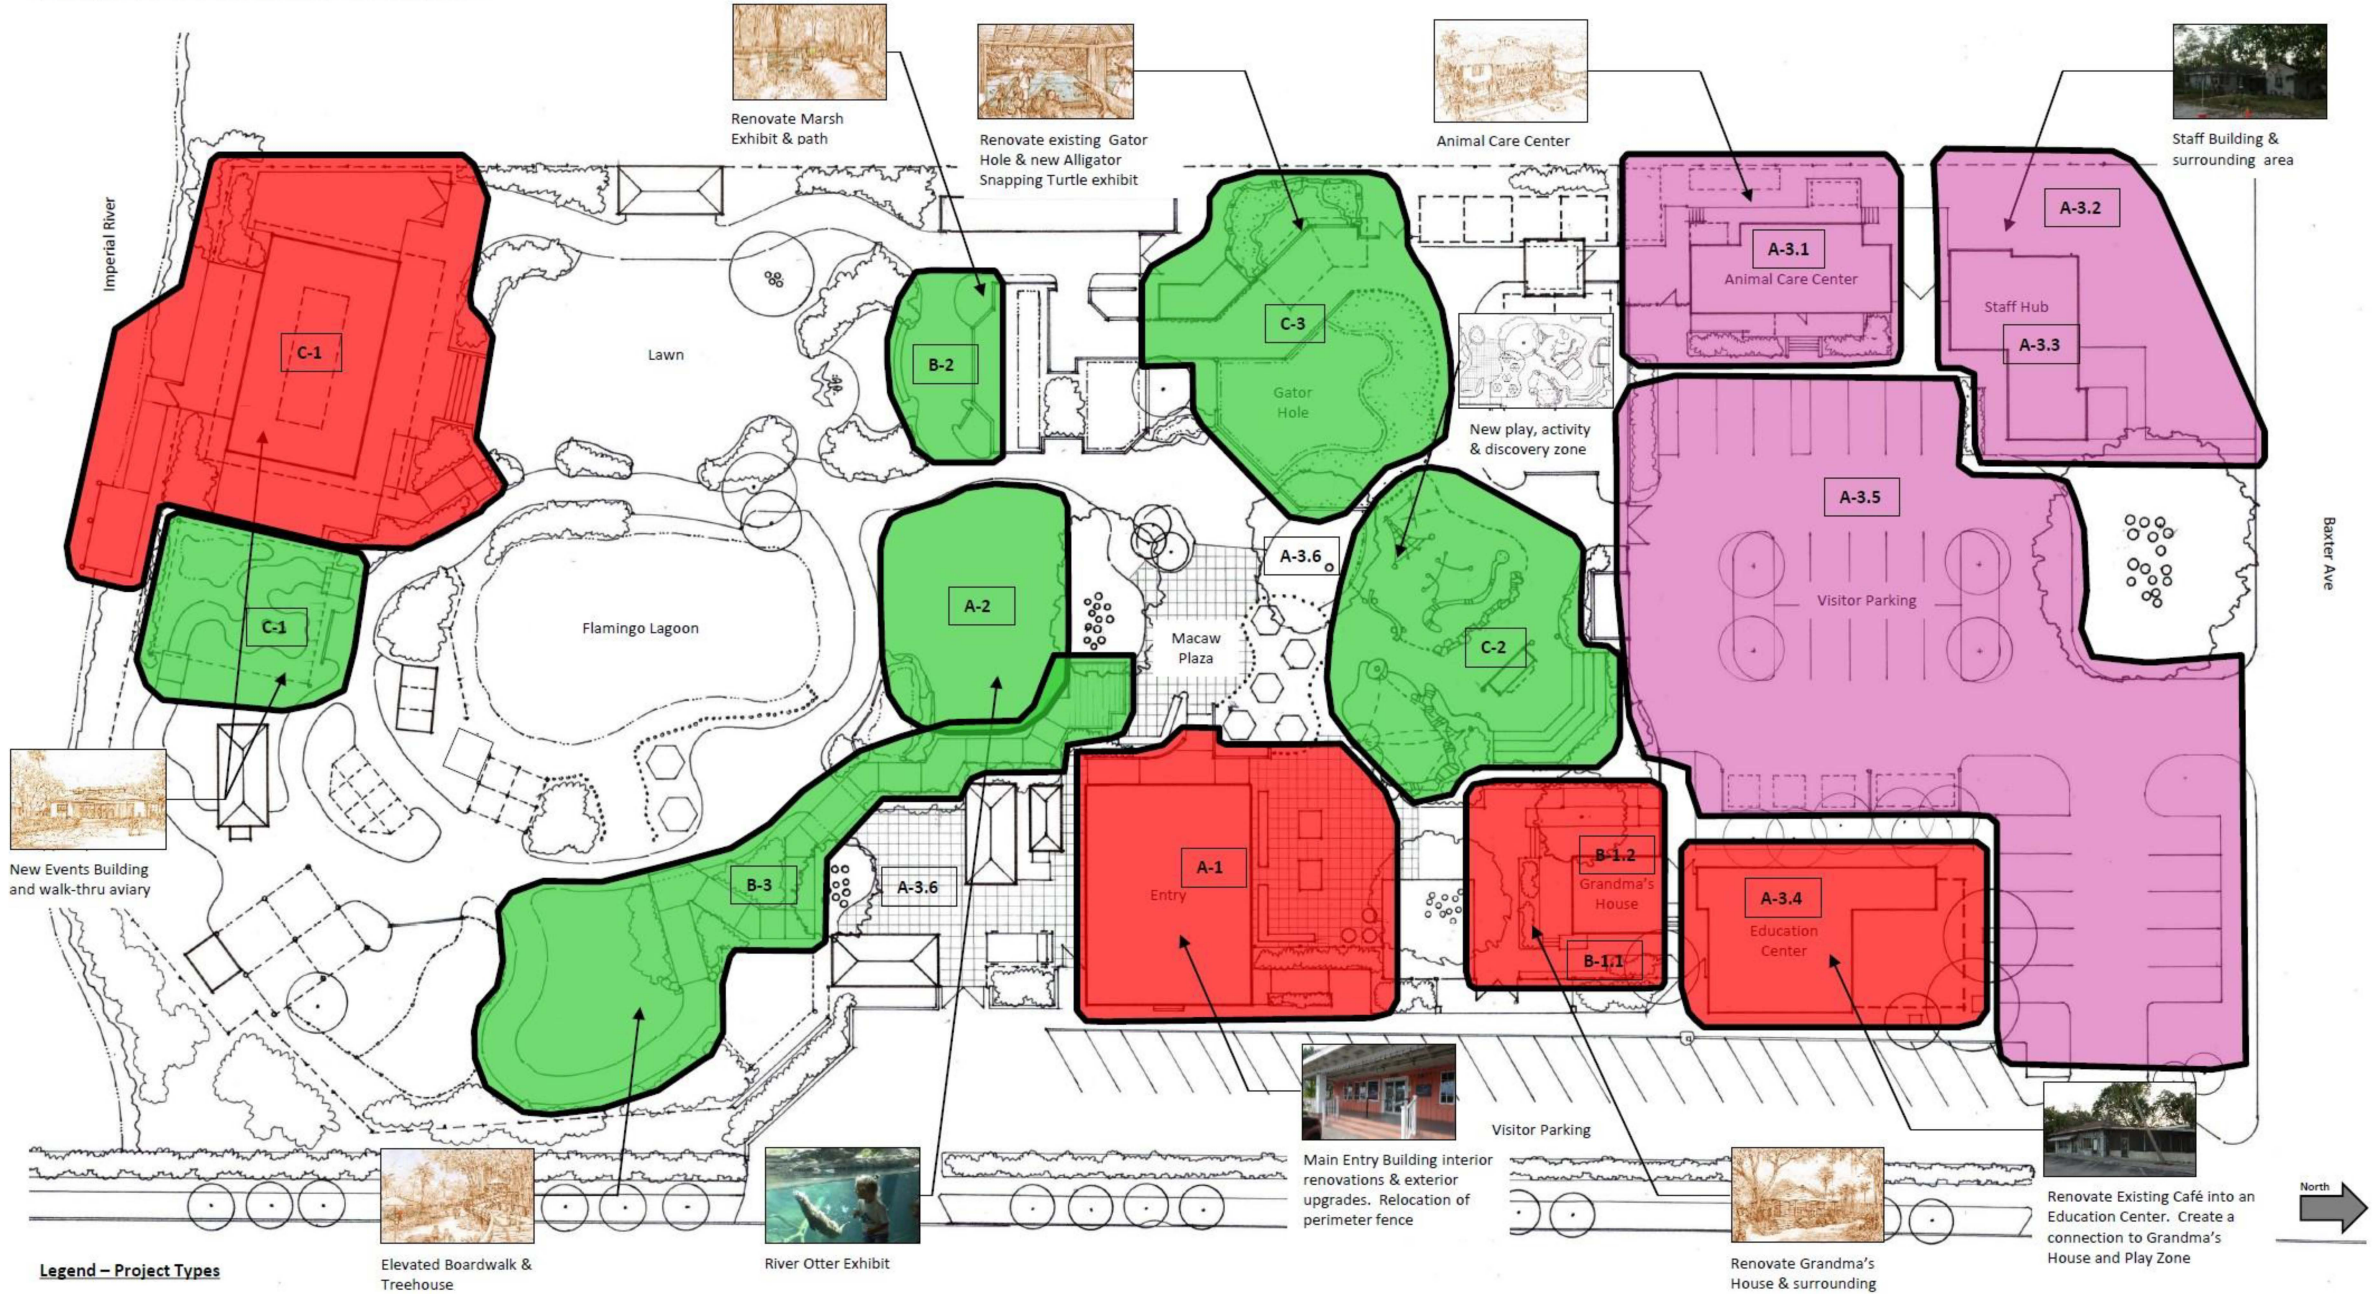 Renovate Marsh
Exhibit & path
Renovate existing Gator
Hole & new Alligator
Snapping Turtle exhibit
Animal Care Center
Staff Building &
surrounding area
Imperial River
A-3.2
A-3.1
Animal Care Center
Staff Hub
A-3.3
C-1
Lawn
B-2
C-3
Gator
Hole
New play, activity
& discovery zone
A-3.5
Baxter Ave
A-3.6
A-2
C-1
Flamingo Lagoon
Macaw
Plaza
C-2
Visitor Parking
New Events Building
and walk-thru aviary
B-3
A-3.6
A-1
Entry
B-1.2
Grandma's
House
B-1.1
A-3.4
Education
Center
Visitor Parking
Main Entry Building interior
renovations & exterior
upgrades. Relocation of
perimeter fence
Renovate Existing Café into an
Education Center. Create a
connection to Grandma's
House and Play Zone
North
Legend – Project Types
Elevated Boardwalk &
Treehouse
River Otter Exhibit
Renovate Grandma's
House & surrounding